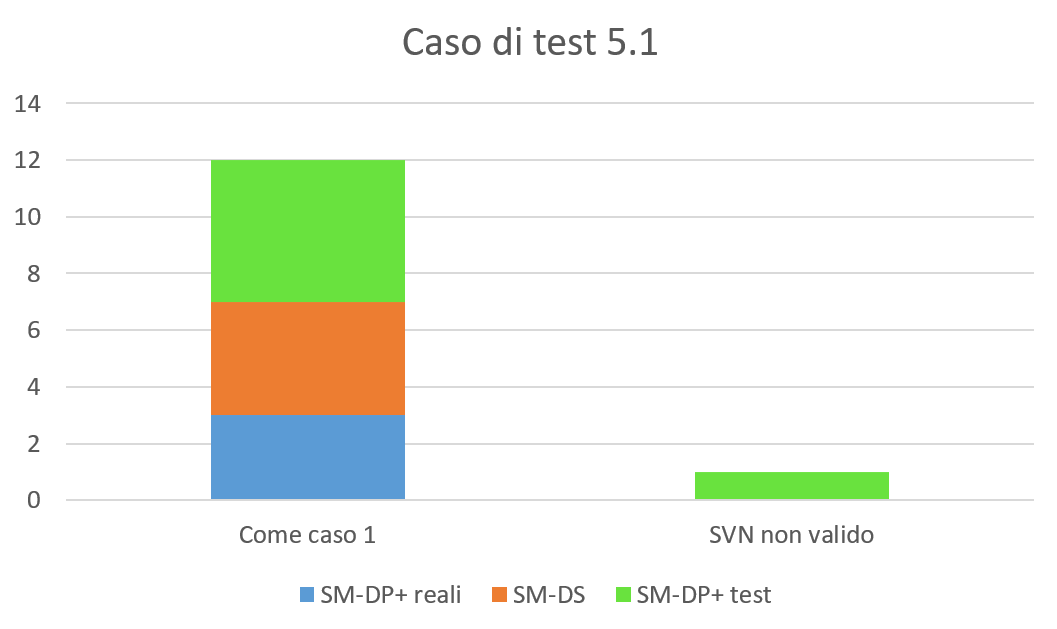 Caso di test 5.1
14
12
10
8
6
4
2
0
Come caso 1
SVN non valido
SM-DP+ reali
SM-DS
SM-DP+ test